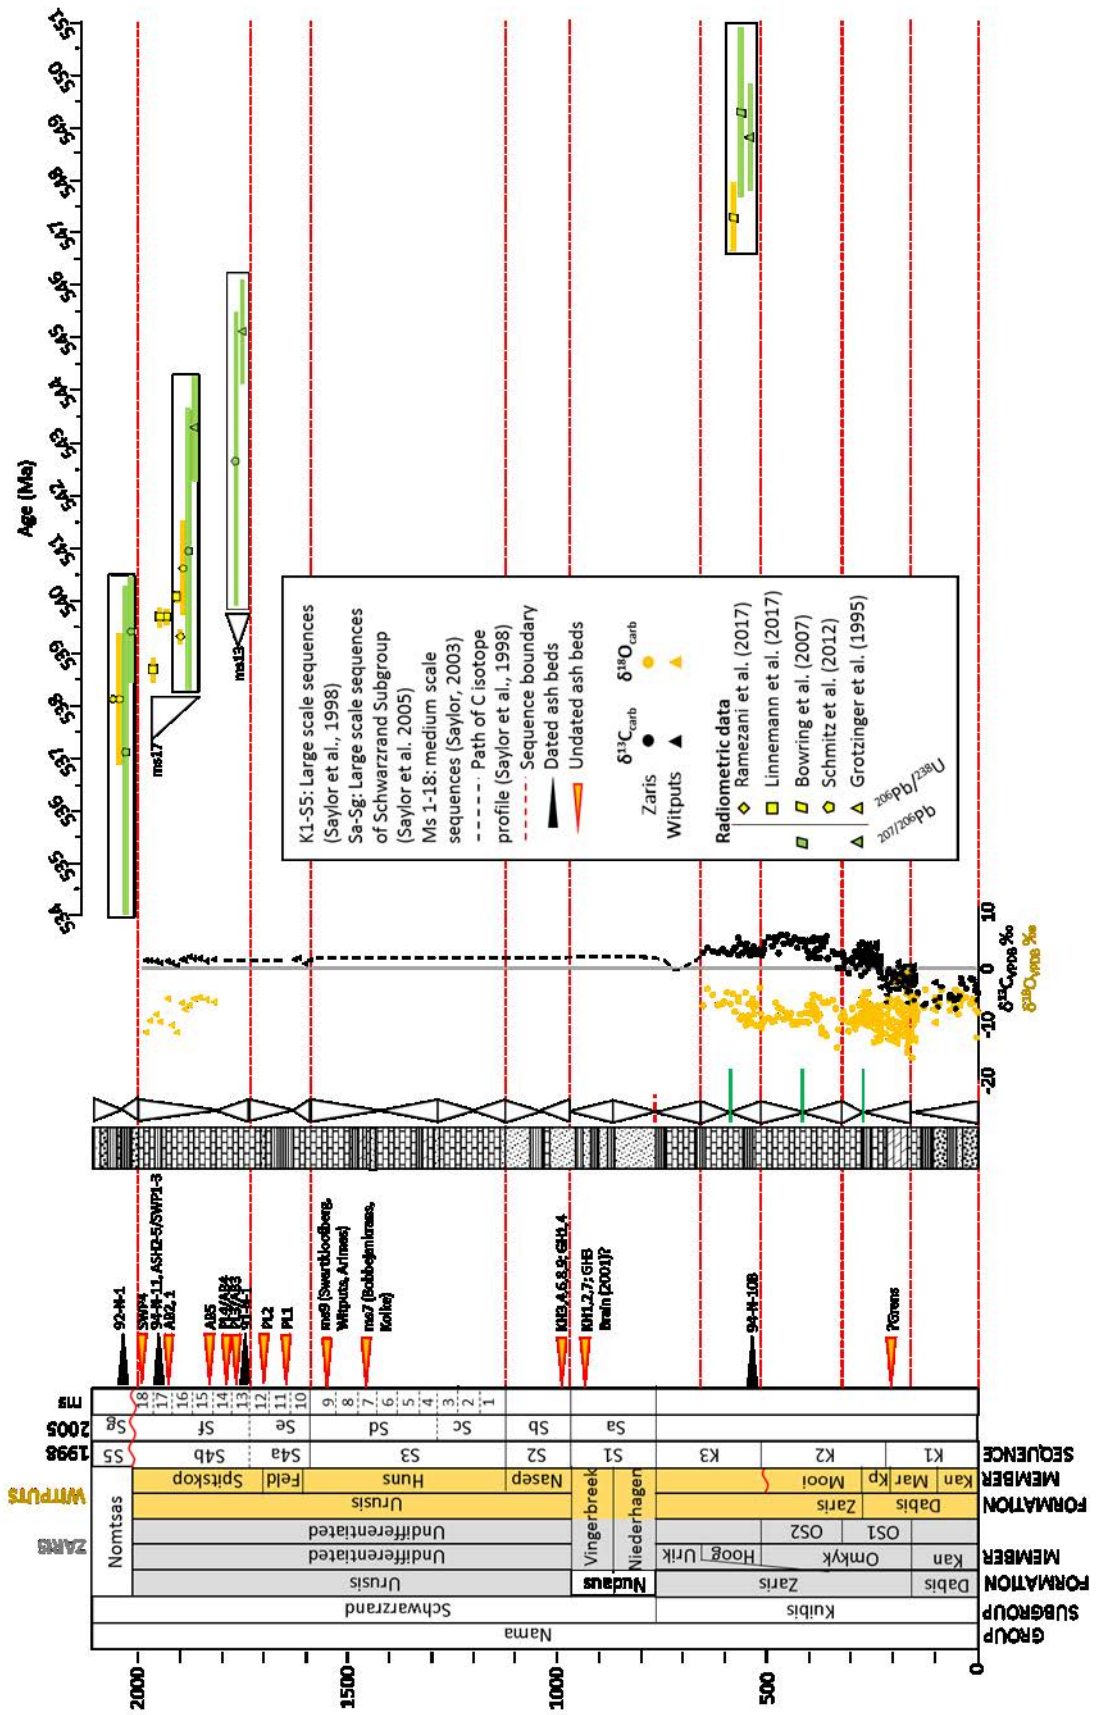 Age (Ma)
534
535
536
537
538
539
540
541
542
543
544
545
546
547
548
549
550
551
ms17
ms13
K1-S5: Large scale sequences
(Saylor et al., 1998)
Sa-Sg: Large scale sequences
of Schwarzrand Subgroup
(Saylor et al. 2005)
Ms 1-18: medium scale
sequences (Saylor, 2003)
Path of C isotope
profile (Saylor et al., 1998)
Sequence boundary
Dated ash beds
Undated ash beds
δ¹³Ccarb δ¹⁸Ocarb
Zaris
Witputs
Radiometric data
Ramezani et al. (2017)
Linnemann et al. (2017)
Bowring et al. (2007)
Schmitz et al. (2012)
Grotzinger et al. (1995)
²⁰⁶Pb/²³⁸U
²⁰⁷/²⁰⁶Pb
-20
-10
0
10
δ¹³CVPDB ‰
δ¹⁸OVPDB ‰
92-N-1
SWP4
94-N-11, ASH2-5/SWP1-3
AB2, 1
AB5
PL4/AB4
PL3/AB3
91-N-1
PL2
PL1
ms9 (Swartkloofberg,
Witputs, Arimas)
ms7 (Bobbejankrans,
Kolke)
KH3,4,6,8,9; GH1,4
KH1,2,7; GH3
Brain (2001)?
94-N-10B
?Grens
ms
18
17
16
15
14
13
12
11
10
9
8
7
6
5
4
3
2
1
2005
Sg
Sf
Se
Sd
Sc
Sb
Sa
1998
S5
S4b
S4a
S3
S2
S1
K3
K2
K1
SEQUENCE
WITPUTS
Spitskop
Feld
Huns
Nasep
Mooi
Kp
Mar
Kan
MEMBER
Urusis
Zaris
Dabis
FORMATION
ZARIS
Nomtsas
Undifferentiated
Vingerbreek
Niederhagen
OS2
OS1
Undifferentiated
Urik
Hoog
Omkyk
Kan
MEMBER
Urusis
Nudaus
Zaris
Dabis
FORMATION
Schwarzrand
Kuibis
SUBGROUP
Nama
GROUP
2000
1500
1000
500
0